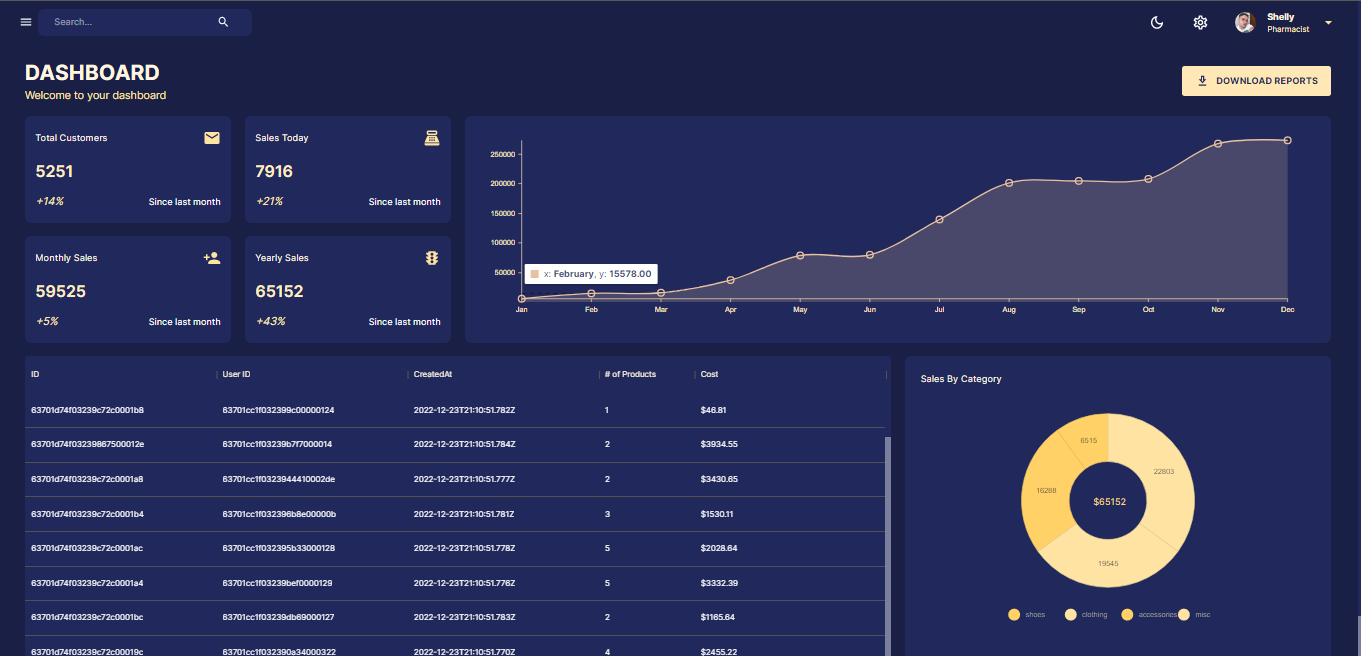 Search...
Shelly
Pharmacist
DASHBOARD
Welcome to your dashboard
DOWNLOAD REPORTS
Total Customers
5251
+14% Since last month
Sales Today
7916
+21% Since last month
Monthly Sales
59525
+5% Since last month
Yearly Sales
65152
+43% Since last month
250000
200000
150000
100000
50000
x: February, y: 15578.00
Jan Feb Mar Apr May Jun Jul Aug Sep Oct Nov Dec
ID User ID CreatedAt # of Products Cost
63701d74f03239c72c0001b8 63701cc1f032399c00000124 2022-12-23T21:10:51.782Z 1 $46.81
63701d74f03239867500012e 63701cc1f03239b7f7000014 2022-12-23T21:10:51.784Z 2 $3934.55
63701d74f03239c72c0001a8 63701cc1f0323944410002de 2022-12-23T21:10:51.777Z 2 $3430.65
63701d74f03239c72c0001b4 63701cc1f032396b8e00000b 2022-12-23T21:10:51.781Z 3 $1530.11
63701d74f03239c72c0001ac 63701cc1f032395b33000128 2022-12-23T21:10:51.778Z 5 $2028.64
63701d74f03239c72c0001a4 63701cc1f03239bef0000129 2022-12-23T21:10:51.776Z 5 $3332.39
63701d74f03239c72c0001bc 63701cc1f03239db69000127 2022-12-23T21:10:51.783Z 2 $1165.64
63701d74f03239c72c00019c 63701cc1f032390a34000322 2022-12-23T21:10:51.770Z 4 $2455.22
Sales By Category
6515
22803
16288
$65152
19545
shoes clothing accessories misc